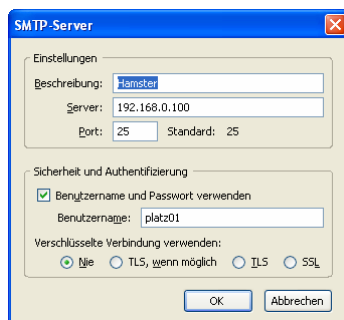 SMTP-Server
Einstellungen
Beschreibung: Hamster
Server: 192.168.0.100
Port: 25 Standard: 25
Sicherheit und Authentifizierung
Benutzername und Passwort verwenden
Benutzername: platz01
Verschlüsselte Verbindung verwenden:
Nie TLS, wenn möglich TLS SSL
OK Abbrechen